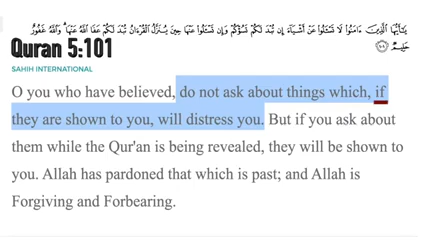 يَٰٓأَيُّهَا ٱلَّذِينَ ءَامَنُوا۟ لَا تَسْـَٔلُوا۟ عَنْ أَشْيَآءَ إِن تُبْدَ لَكُمْ تَسُؤْكُمْ وَإِن تَسْـَٔلُوا۟ عَنْهَا حِينَ يُنَزَّلُ ٱلْقُرْءَانُ تُبْدَ لَكُمْ عَفَا ٱللَّهُ عَنْهَا ۗ وَٱللَّهُ غَفُورٌ
حَلِيمٌ ١٠١
Quran 5:101
SAHIH INTERNATIONAL
O you who have believed, do not ask about things which, if
they are shown to you, will distress you. But if you ask about
them while the Qur'an is being revealed, they will be shown to
you. Allah has pardoned that which is past; and Allah is
Forgiving and Forbearing.